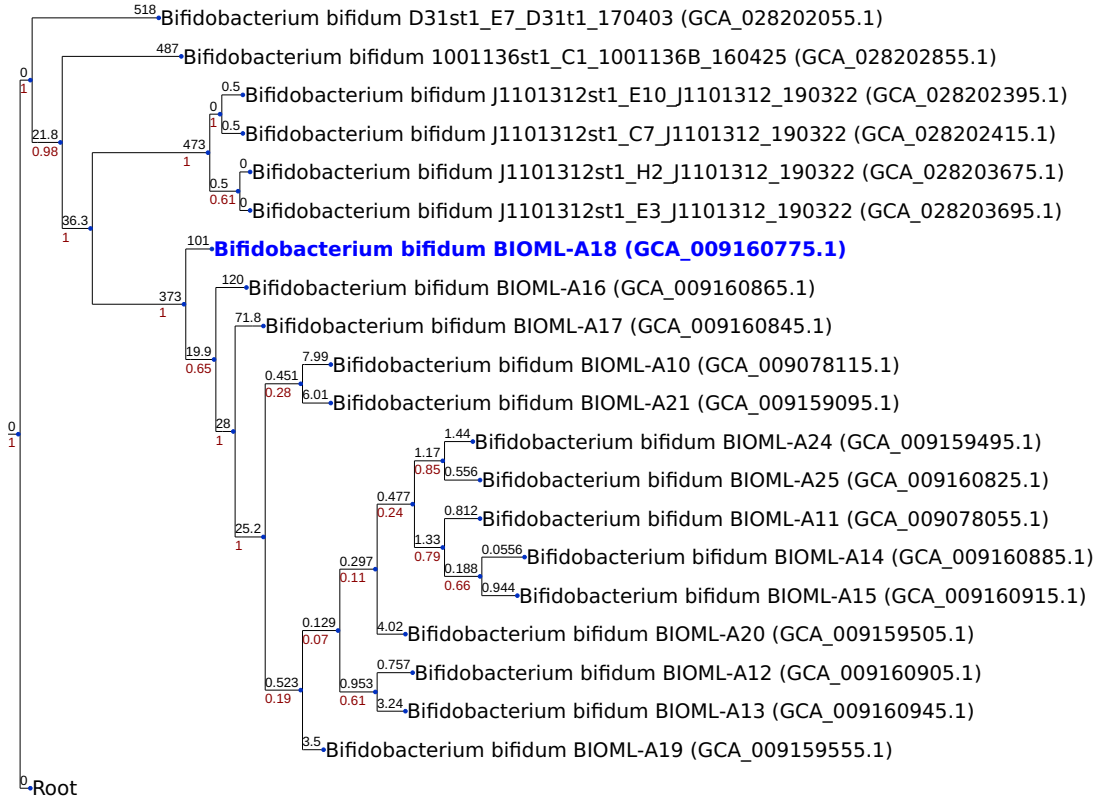 518 Bifidobacterium bifidum D31st1_E7_D31t1_170403 (GCA_028202055.1)
487 Bifidobacterium bifidum 1001136st1_C1_1001136B_160425 (GCA_028202855.1)
0
1
0.5 Bifidobacterium bifidum J1101312st1_E10_J1101312_190322 (GCA_028202395.1)
0
1
0.5 Bifidobacterium bifidum J1101312st1_C7_J1101312_190322 (GCA_028202415.1)
21.8
0.98
473
1
0 Bifidobacterium bifidum J1101312st1_H2_J1101312_190322 (GCA_028203675.1)
0.5
0.61
0 Bifidobacterium bifidum J1101312st1_E3_J1101312_190322 (GCA_028203695.1)
36.3
1
101 Bifidobacterium bifidum BIOML-A18 (GCA_009160775.1)
120 Bifidobacterium bifidum BIOML-A16 (GCA_009160865.1)
373
1
71.8 Bifidobacterium bifidum BIOML-A17 (GCA_009160845.1)
19.9
0.65
7.99 Bifidobacterium bifidum BIOML-A10 (GCA_009078115.1)
0.451
0.28
6.01 Bifidobacterium bifidum BIOML-A21 (GCA_009159095.1)
28
1
0
1
1.44 Bifidobacterium bifidum BIOML-A24 (GCA_009159495.1)
1.17
0.85
0.556 Bifidobacterium bifidum BIOML-A25 (GCA_009160825.1)
0.477
0.24
0.812 Bifidobacterium bifidum BIOML-A11 (GCA_009078055.1)
25.2
1
1.33
0.79
0.0556 Bifidobacterium bifidum BIOML-A14 (GCA_009160885.1)
0.297
0.11
0.188
0.66
0.944 Bifidobacterium bifidum BIOML-A15 (GCA_009160915.1)
0.129
0.07
4.02 Bifidobacterium bifidum BIOML-A20 (GCA_009159505.1)
0.757 Bifidobacterium bifidum BIOML-A12 (GCA_009160905.1)
0.523
0.19
0.953
0.61
3.24 Bifidobacterium bifidum BIOML-A13 (GCA_009160945.1)
3.5 Bifidobacterium bifidum BIOML-A19 (GCA_009159555.1)
0 Root